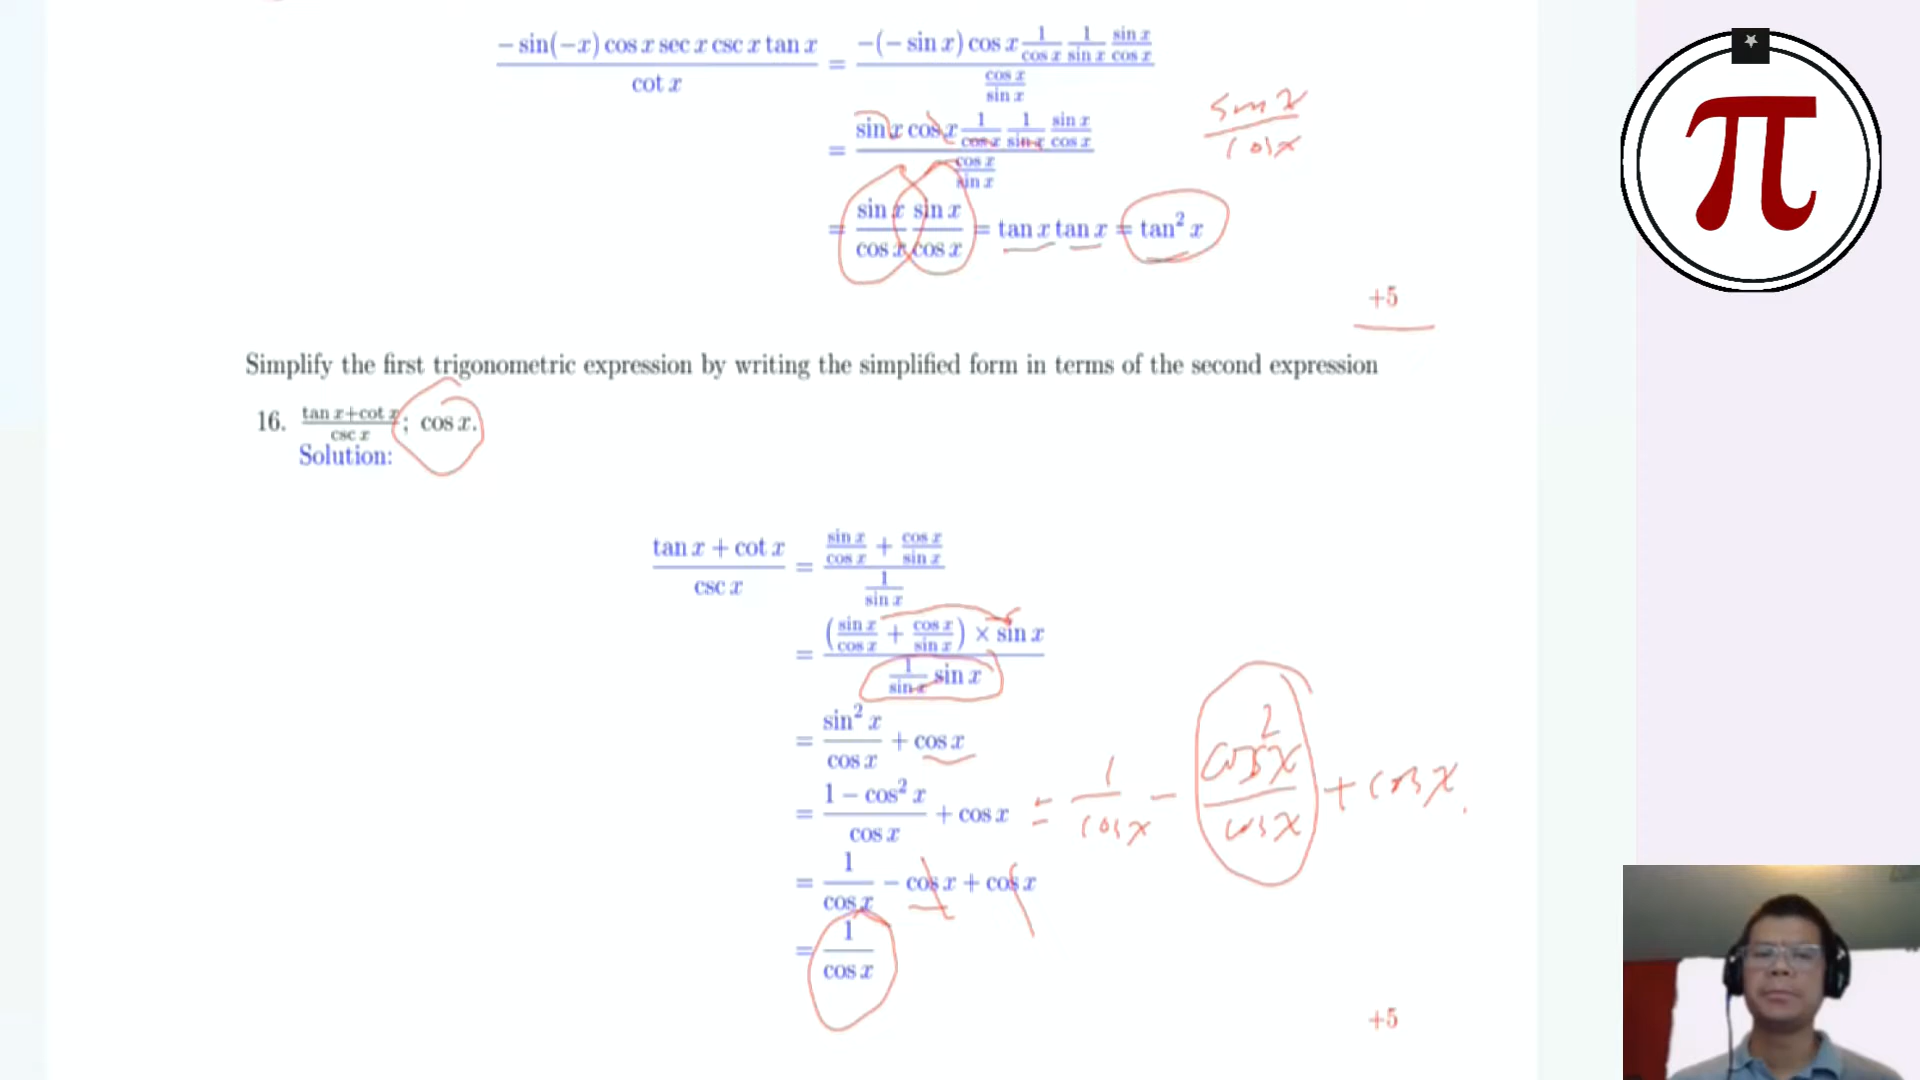 −sin(−x) cos x sec x csc x tan x / cot x = −(− sin x) cos x 1/cos x 1/sin x sin x/cos x / cos x/sin x
= sin x cos x 1/cos x 1/sin x sin x/cos x / cos x/sin x
sin x / cos x
= sin x/cos x sin x/cos x = tan x tan x = tan² x
+5
Simplify the first trigonometric expression by writing the simplified form in terms of the second expression
16. tan x+cot x / csc x ; cos x.
Solution:
tan x + cot x / csc x = sin x/cos x + cos x/sin x / 1/sin x
= (sin x/cos x + cos x/sin x) × sin x / 1/sin x sin x
= sin² x / cos x + cos x
= 1 − cos² x / cos x + cos x = 1/cos x − cos² x/cos x + cos x.
= 1/cos x − cos x + cos x
= 1/cos x
+5
π